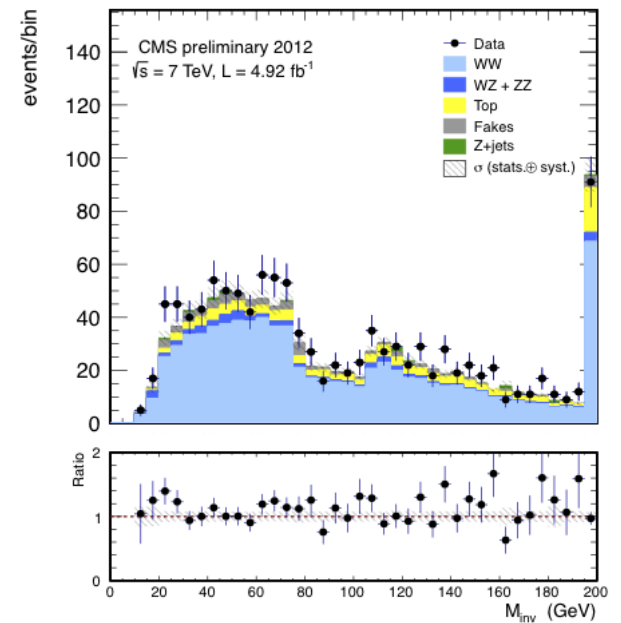 events/bin
CMS preliminary 2012
√s = 7 TeV, L = 4.92 fb⁻¹
Data
WW
WZ + ZZ
Top
Fakes
Z+jets
σ (stats.⊕ syst.)
140
120
100
80
60
40
20
0
Ratio
2
1
0
0 20 40 60 80 100 120 140 160 180 200
M_inv (GeV)